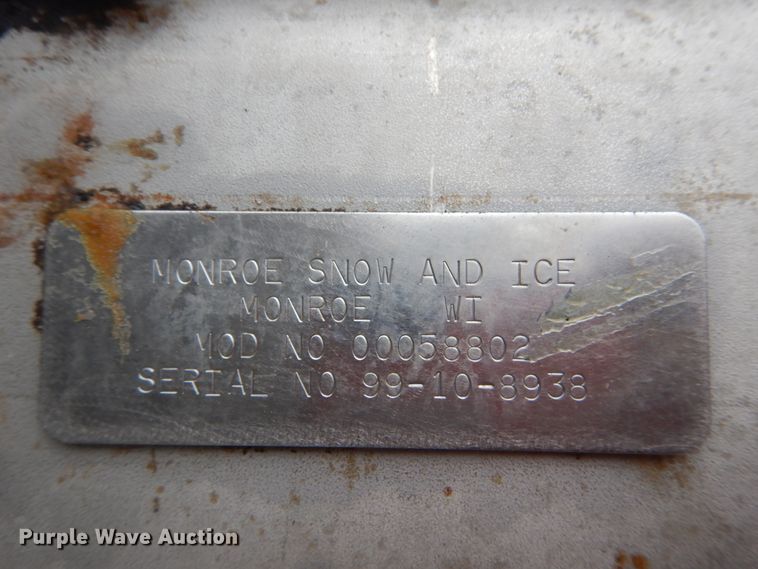 MONROE SNOW AND ICE
MONROE WI
MOD NO 00058802
SERIAL NO 99-10-8938
Purple Wave Auction